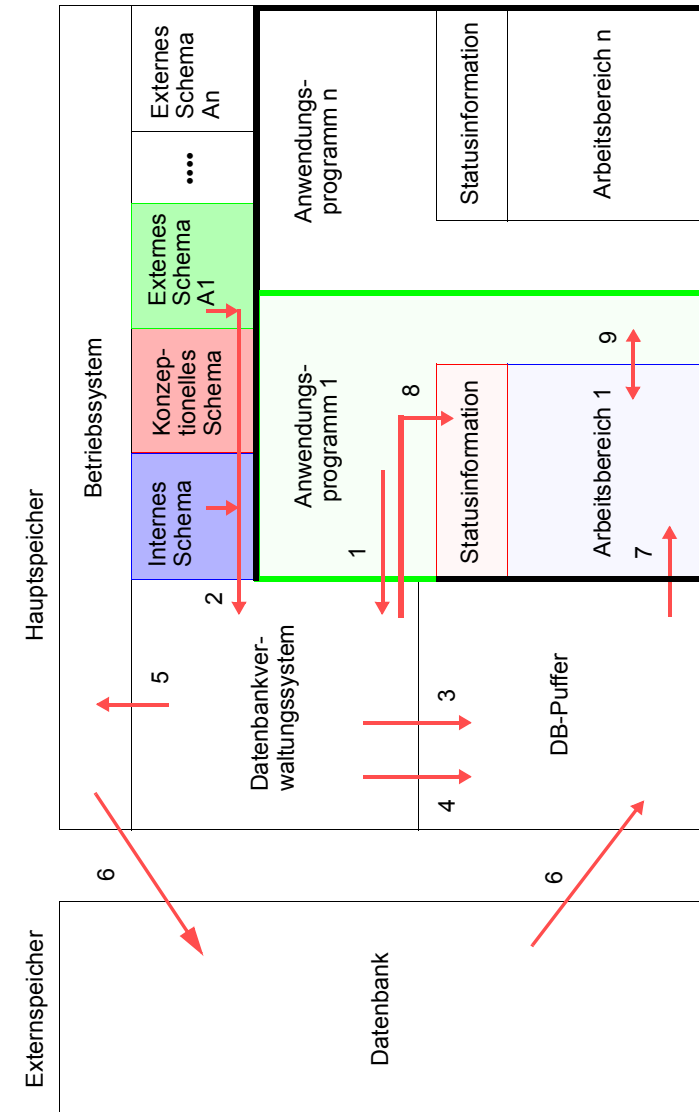 Externspeicher
Hauptspeicher
Betriebssystem
6
5
Internes
Schema
Konzep-
tionelles
Schema
Externes
Schema
A1
....
Externes
Schema
An
2
Datenbankver-
waltungssystem
Anwendungs-
programm 1
Anwendungs-
programm n
1
Datenbank
8
4
3
Statusinformation
Statusinformation
6
DB-Puffer
Arbeitsbereich 1
9
Arbeitsbereich n
7